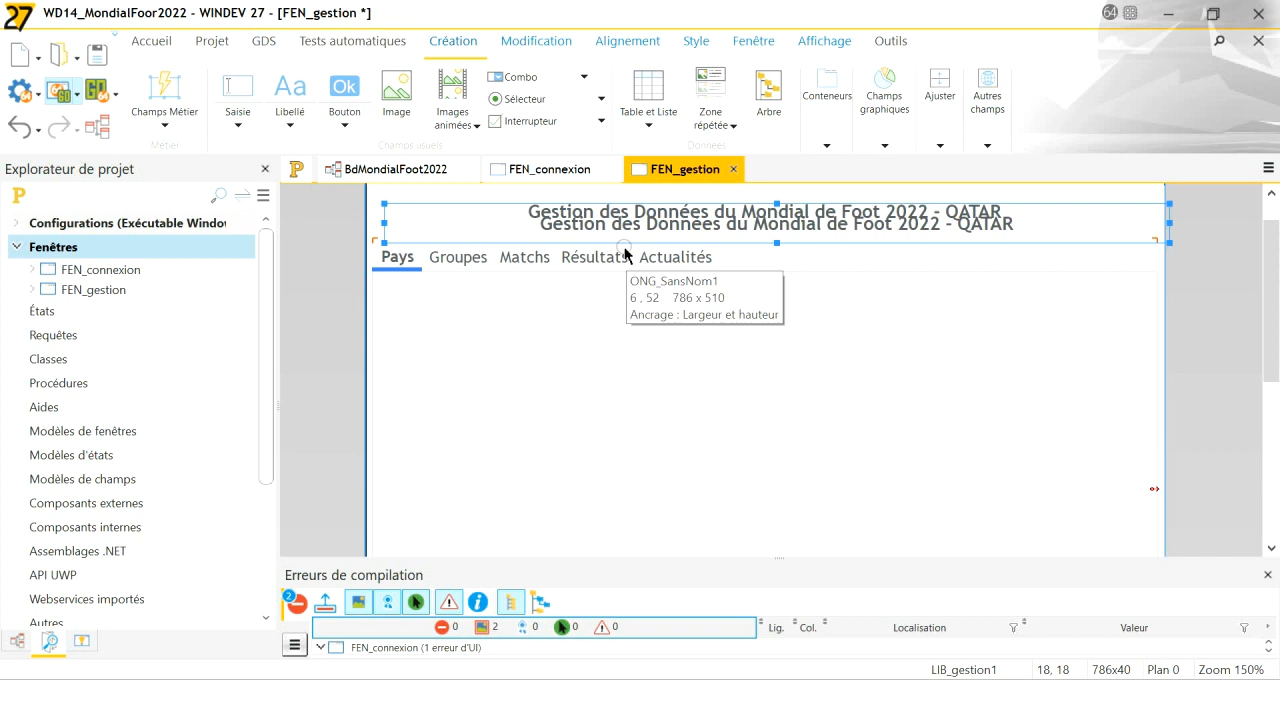 27 WD14_MondialFoor2022 - WINDEV 27 - [FEN_gestion *] 64
Accueil Projet GDS Tests automatiques Création Modification Alignement Style Fenêtre Affichage Outils
Champs Métier Saisie Libellé Bouton Image Images animées Combo Sélecteur Interrupteur Table et Liste Zone répétée Arbre Conteneurs Champs graphiques Ajuster Autres champs
Aa Ok
Métier Champs usuels Données
Explorateur de projet BdMondialFoot2022 FEN_connexion FEN_gestion
Configurations (Exécutable Windo
Fenêtres
FEN_connexion
FEN_gestion
États
Requêtes
Classes
Procédures
Aides
Modèles de fenêtres
Modèles d'états
Modèles de champs
Composants externes
Composants internes
Assemblages .NET
API UWP
Webservices importés
Autres
Gestion des Données du Mondial de Foot 2022 - QATAR
Gestion des Données du Mondial de Foot 2022 - QATAR
Pays Groupes Matchs Résultats Actualités
ONG_SansNom1
6 , 52 786 x 510
Ancrage : Largeur et hauteur
Erreurs de compilation
2
0 2 0 0 0 Lig. Col. Localisation Valeur
FEN_connexion (1 erreur d'UI)
LIB_gestion1 18, 18 786x40 Plan 0 Zoom 150%